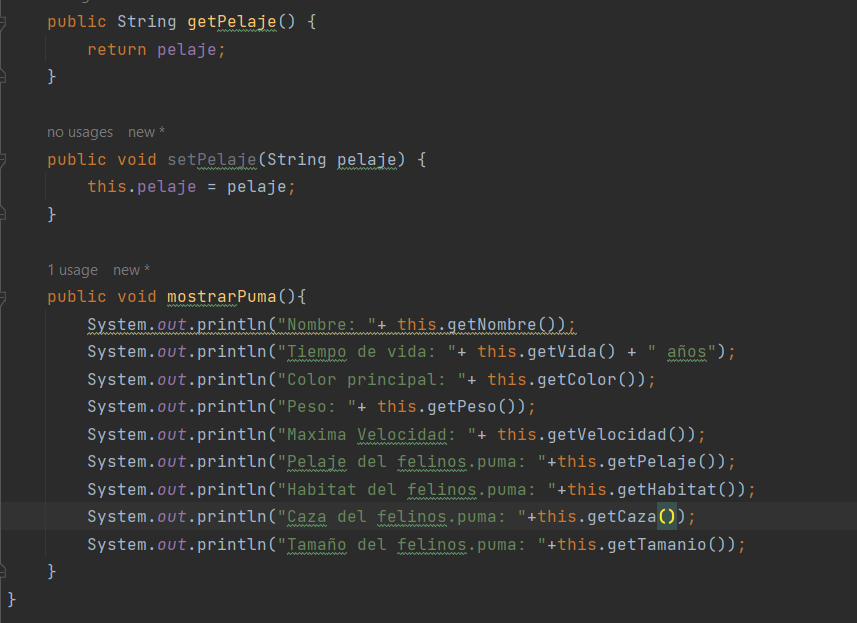 public String getPelaje() {
return pelaje;
}
no usages new *
public void setPelaje(String pelaje) {
this.pelaje = pelaje;
}
1 usage new *
public void mostrarPuma(){
System.out.println("Nombre: "+ this.getNombre());
System.out.println("Tiempo de vida: "+ this.getVida() + " años");
System.out.println("Color principal: "+ this.getColor());
System.out.println("Peso: "+ this.getPeso());
System.out.println("Maxima Velocidad: "+ this.getVelocidad());
System.out.println("Pelaje del felinos.puma: "+this.getPelaje());
System.out.println("Habitat del felinos.puma: "+this.getHabitat());
System.out.println("Caza del felinos.puma: "+this.getCaza());
System.out.println("Tamaño del felinos.puma: "+this.getTamanio());
}
}